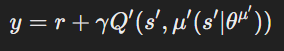 y = r + γQ′(s′, μ′(s′|θ^{μ′}))